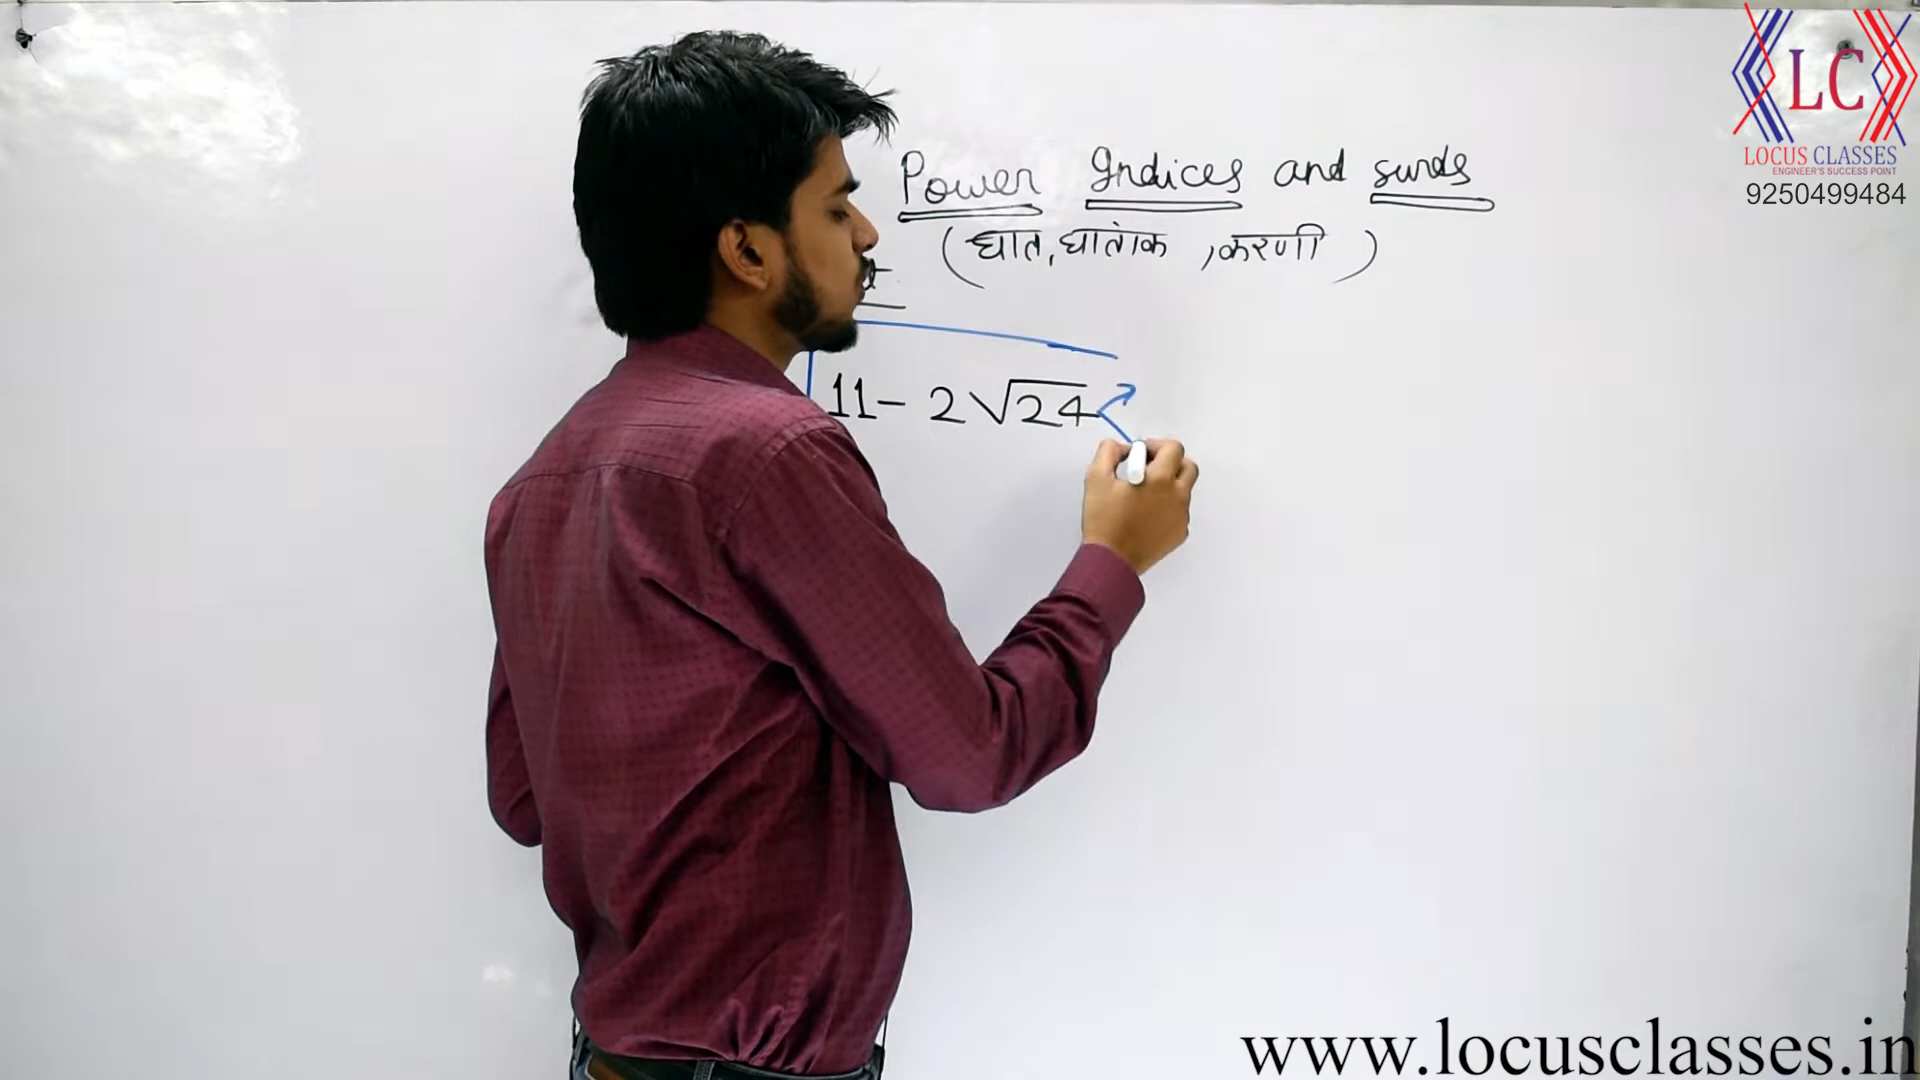 LC
LOCUS CLASSES
ENGINEER'S SUCCESS POINT
9250499484
Power Indices and surds
(घात, घातांक , करणी )
11 - 2 √24
www.locusclasses.in